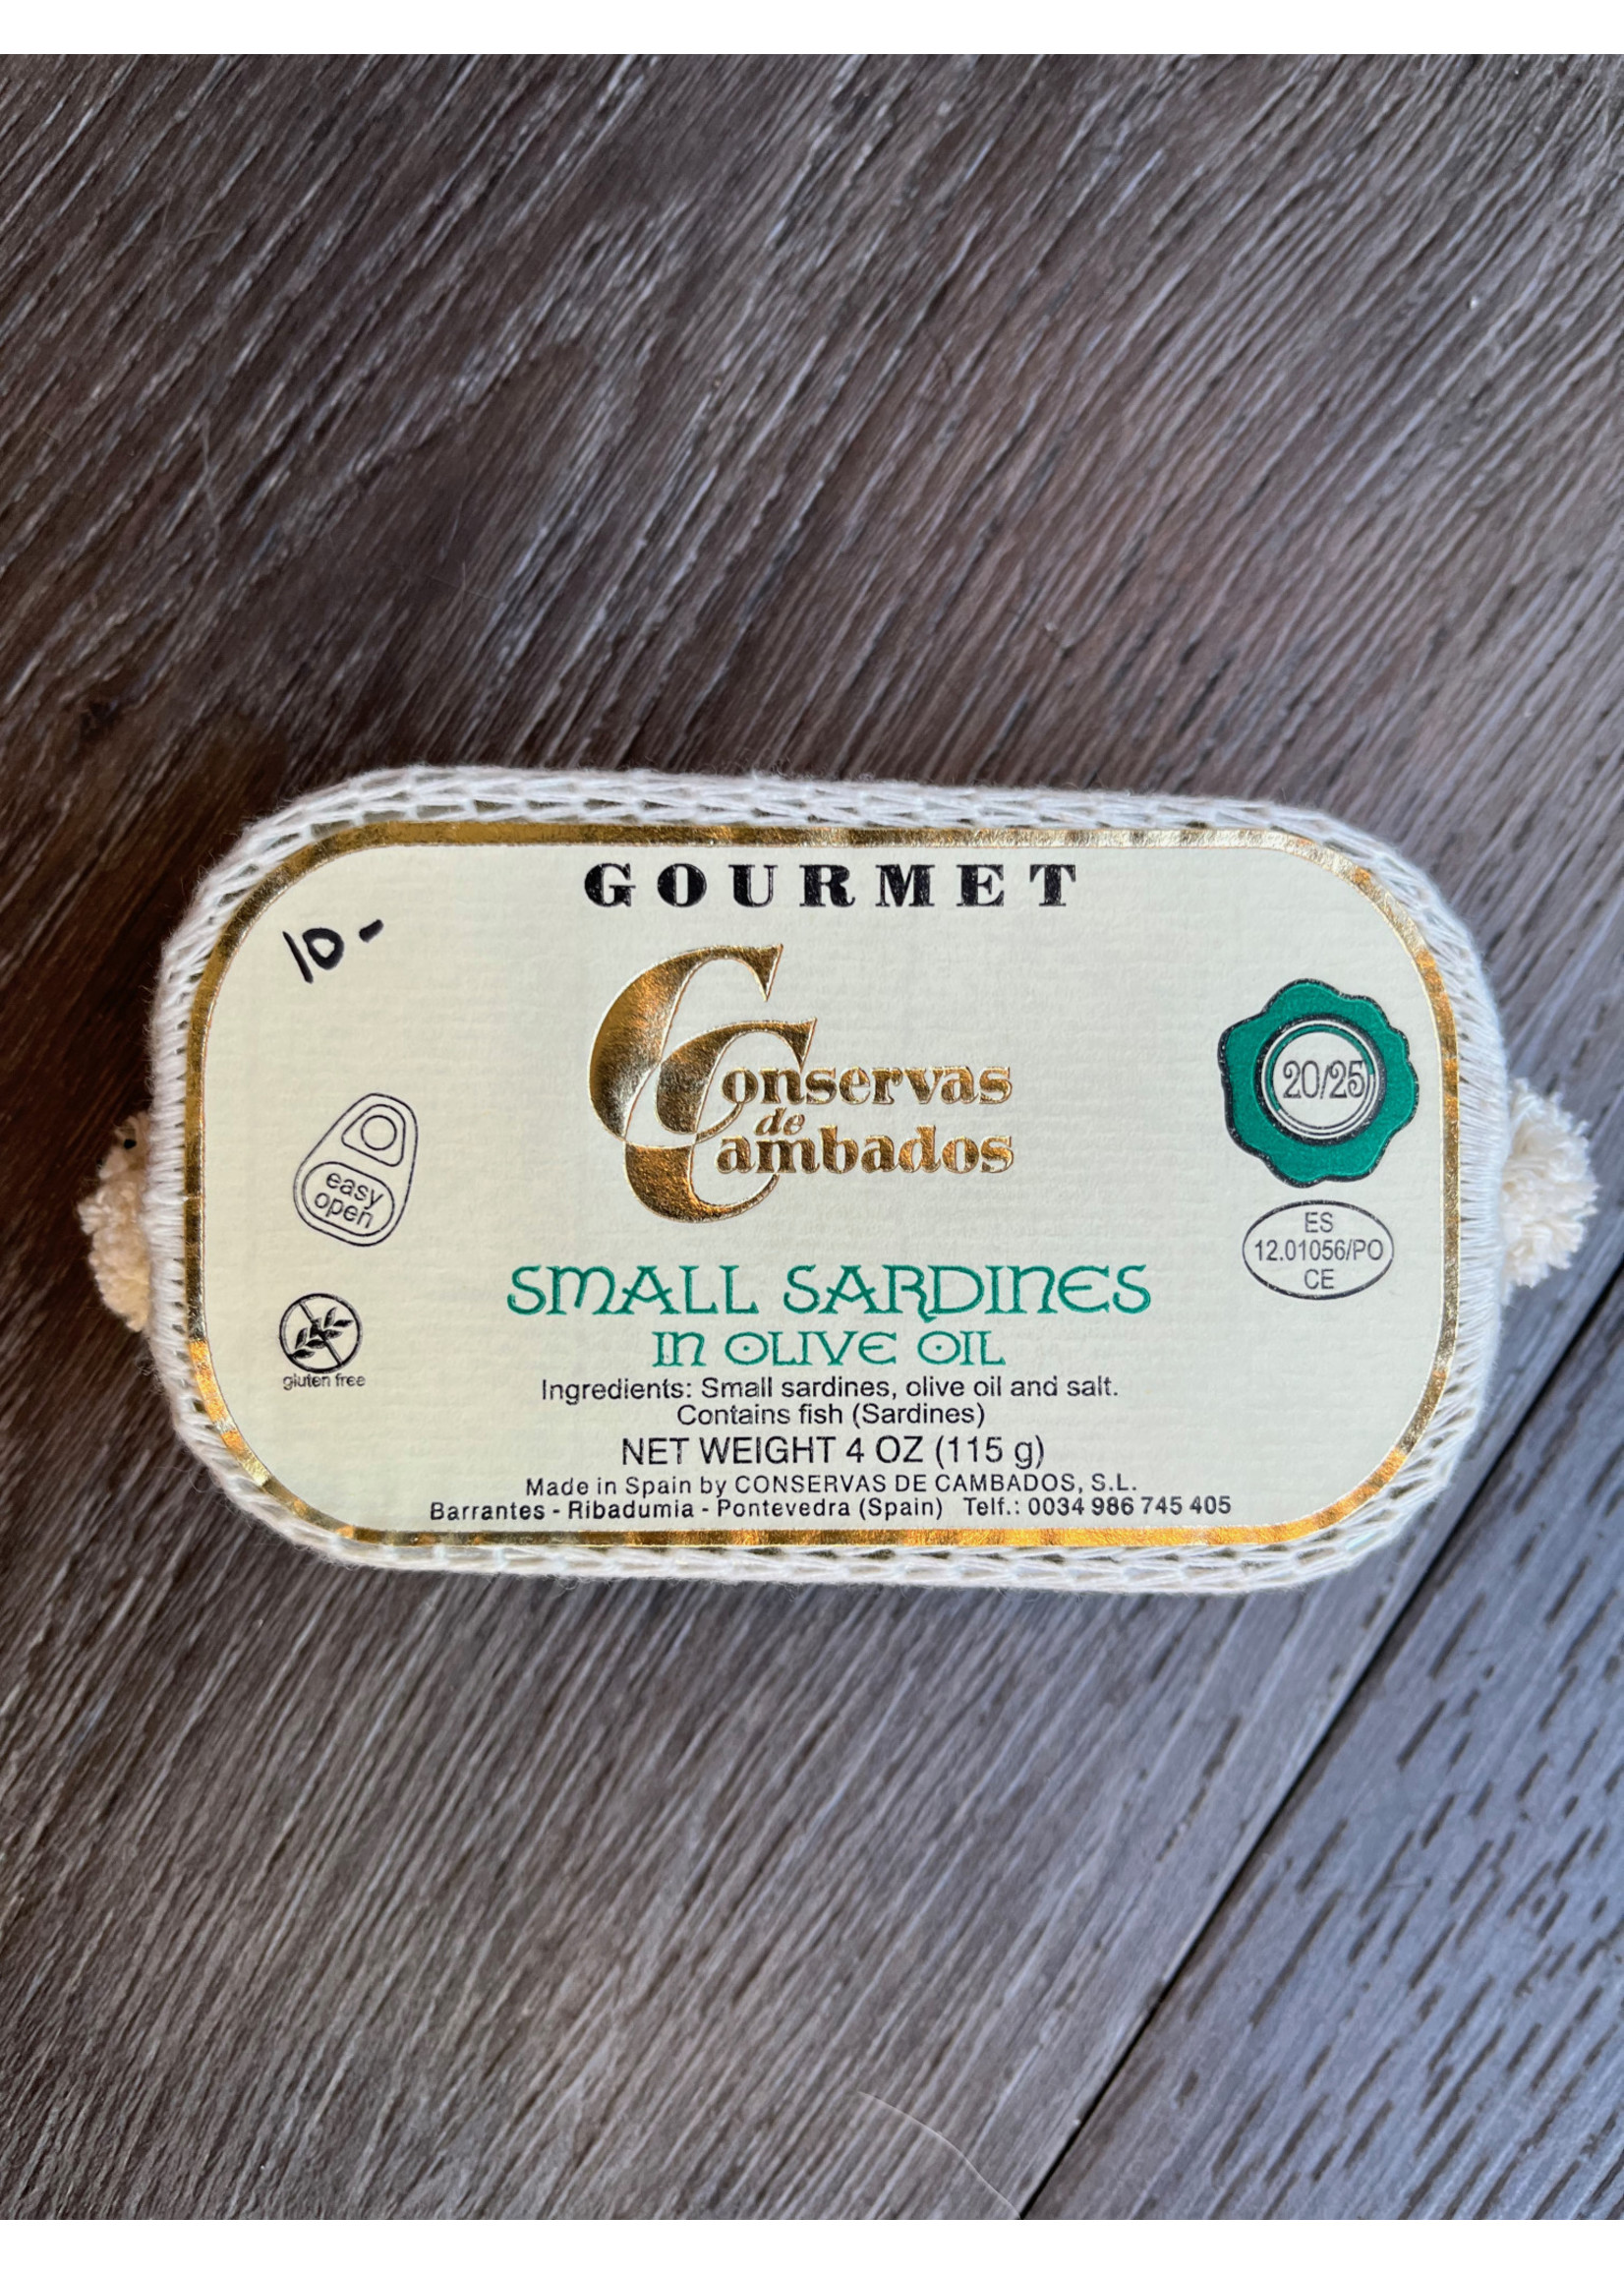 GOURMET
10-
Conservas
de
Cambados
20/25
easy
open
ES
12.01056/PO
CE
SMALL SARDINES
IN OLIVE OIL
gluten free
Ingredients: Small sardines, olive oil and salt.
Contains fish (Sardines)
NET WEIGHT 4 OZ (115 g)
Made in Spain by CONSERVAS DE CAMBADOS, S.L.
Barrantes - Ribadumia - Pontevedra (Spain) Telf.: 0034 986 745 405